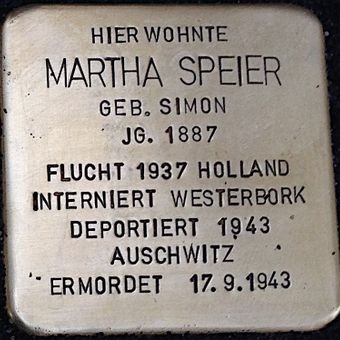 HIER WOHNTE
MARTHA SPEIER
GEB. SIMON
JG. 1887
FLUCHT 1937 HOLLAND
INTERNIERT WESTERBORK
DEPORTIERT 1943
AUSCHWITZ
ERMORDET 17.9.1943